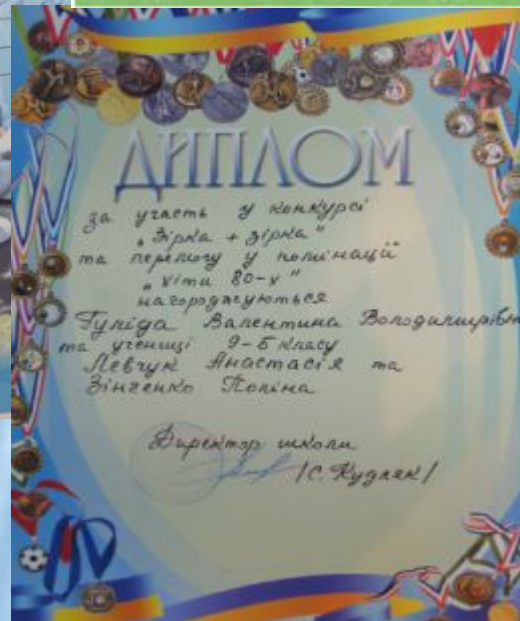 ДИПЛОМ
за участь у конкурсі
„Зірка + зірка"
та перемогу у номінації
„Хіти 80-х"
нагороджуються
Гуліда Валентина Володимирівна
та учениці 9-Б класу
Левчук Анастасія та
Зінченко Поліна
Директор школи
/С. Кудляк/